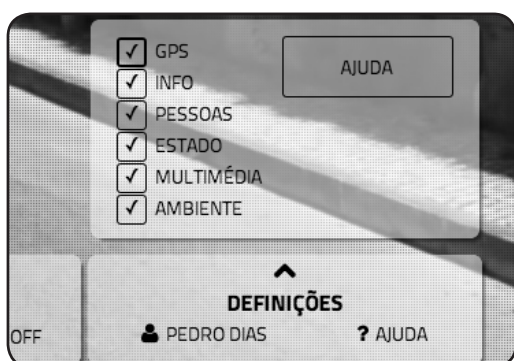 GPS
AJUDA
INFO
PESSOAS
ESTADO
MULTIMÉDIA
AMBIENTE
DEFINIÇÕES
OFF
PEDRO DIAS
? AJUDA